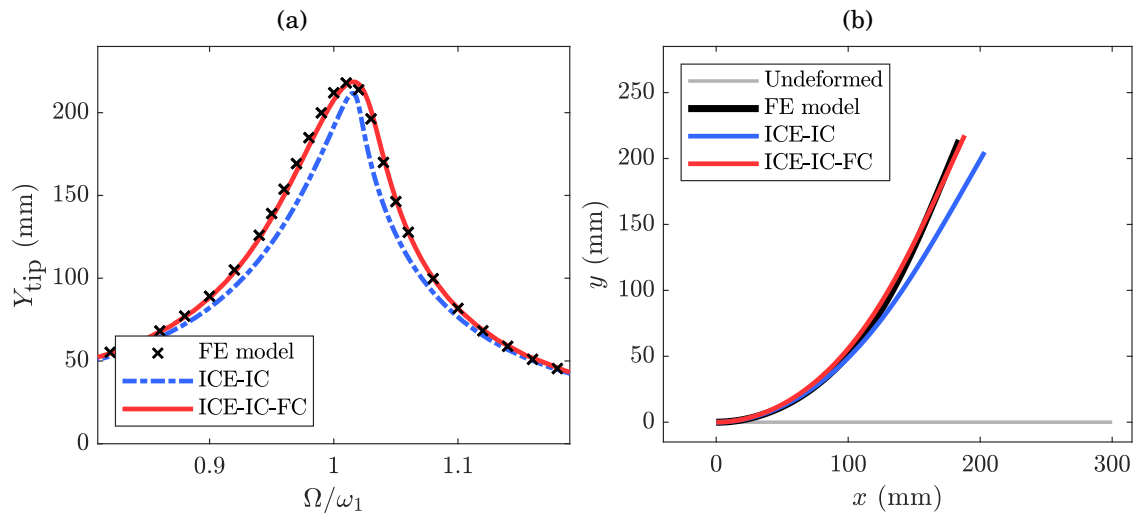 (a)
200
150
100
50
0
Y_tip (mm)
0.9
1
1.1
Ω/ω₁
FE model
ICE-IC
ICE-IC-FC
(b)
250
200
150
100
50
0
y (mm)
0
100
200
300
x (mm)
Undeformed
FE model
ICE-IC
ICE-IC-FC